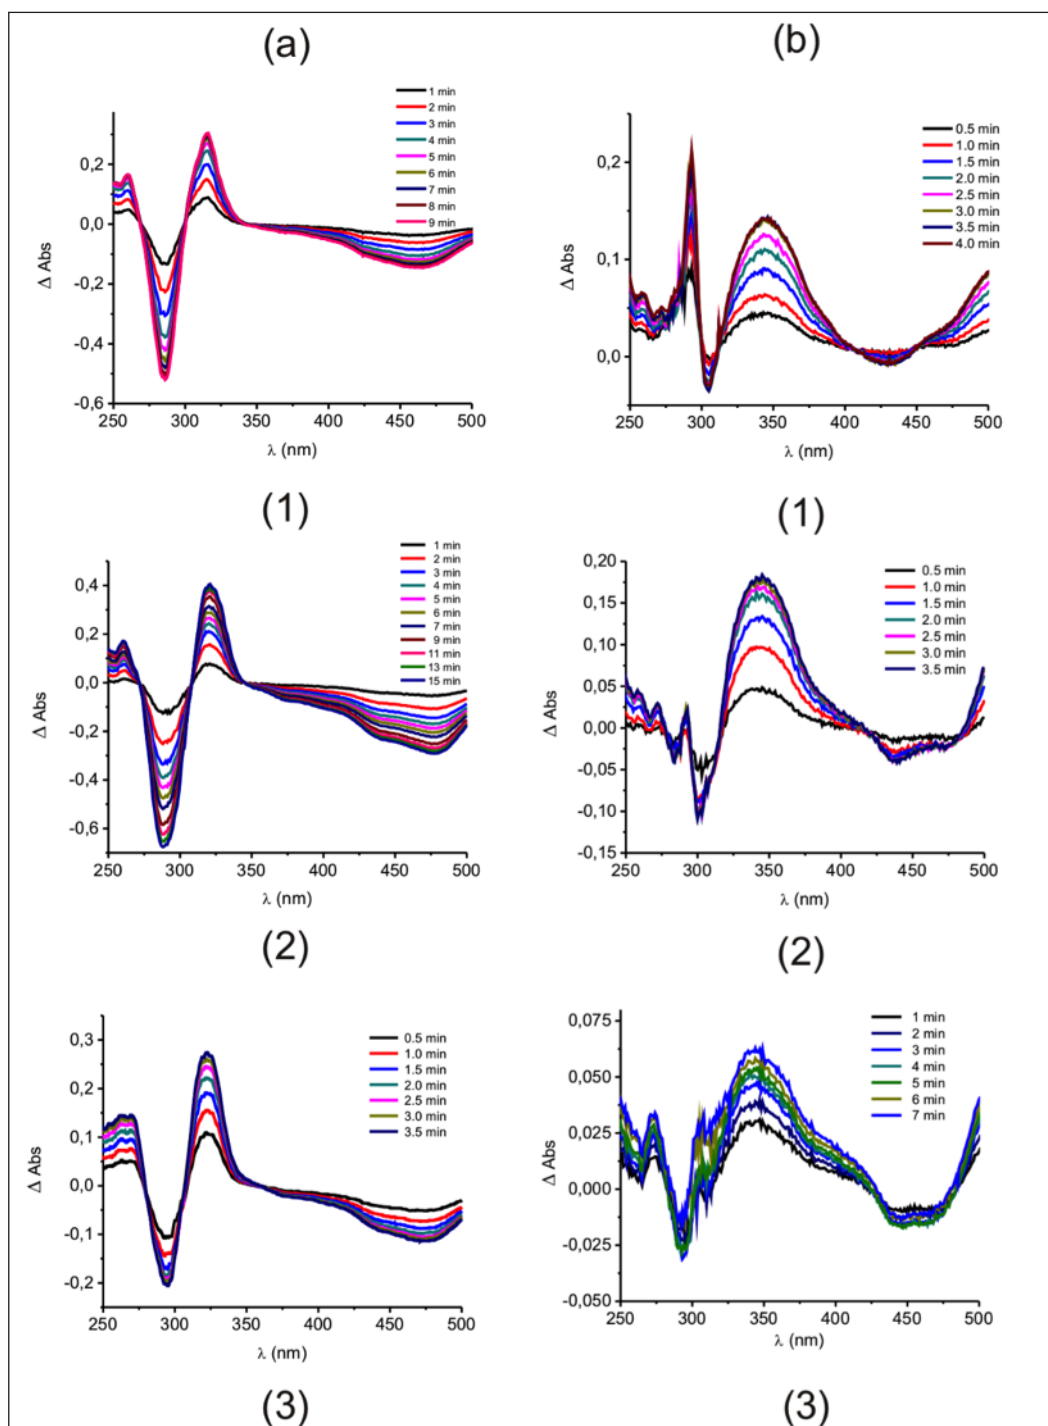 (a)
1 min
2 min
3 min
4 min
5 min
6 min
7 min
8 min
9 min
0,2
0,0
-0,2
-0,4
-0,6
Δ Abs
250 300 350 400 450 500
λ (nm)
(1)
(b)
0.5 min
1.0 min
1.5 min
2.0 min
2.5 min
3.0 min
3.5 min
4.0 min
0,2
0,1
0,0
Δ Abs
250 300 350 400 450 500
λ (nm)
(1)
1 min
2 min
3 min
4 min
5 min
6 min
7 min
9 min
11 min
13 min
15 min
0,4
0,2
0,0
-0,2
-0,4
-0,6
Δ Abs
250 300 350 400 450 500
λ (nm)
(2)
0.5 min
1.0 min
1.5 min
2.0 min
2.5 min
3.0 min
3.5 min
0,20
0,15
0,10
0,05
0,00
-0,05
-0,10
-0,15
Δ Abs
250 300 350 400 450 500
λ (nm)
(2)
0.5 min
1.0 min
1.5 min
2.0 min
2.5 min
3.0 min
3.5 min
0,3
0,2
0,1
0,0
-0,1
-0,2
Δ Abs
250 300 350 400 450 500
λ (nm)
(3)
1 min
2 min
3 min
4 min
5 min
6 min
7 min
0,075
0,050
0,025
0,000
-0,025
-0,050
Δ Abs
250 300 350 400 450 500
λ (nm)
(3)